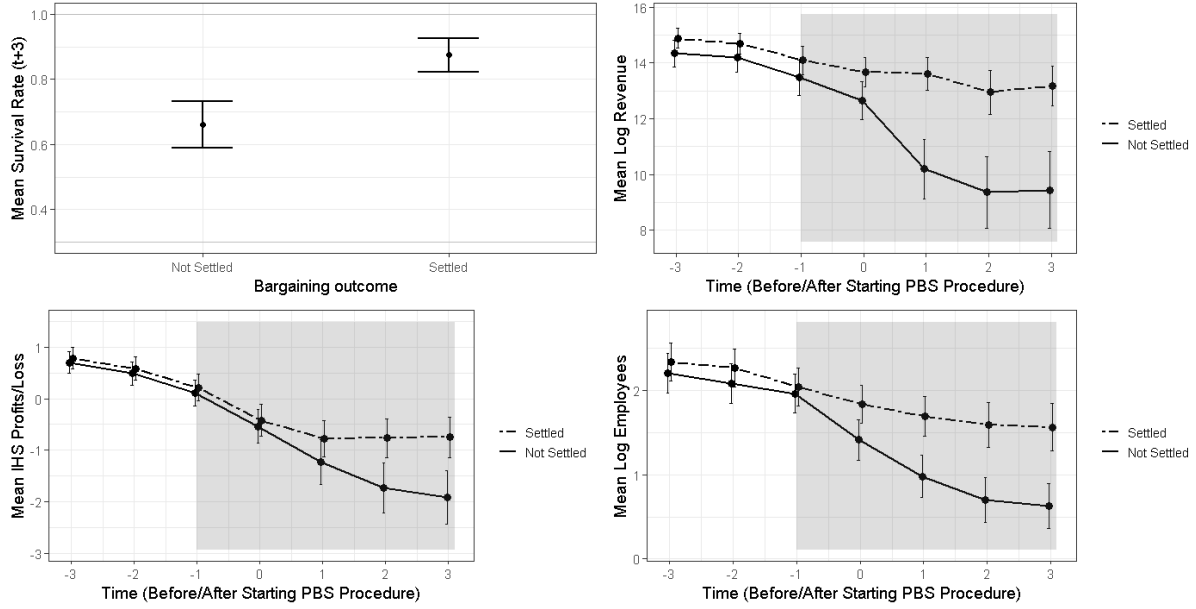 Mean Survival Rate (t+3)
1.0
0.8
0.6
0.4
Not Settled
Settled
Bargaining outcome
Mean Log Revenue
16
14
12
10
8
-3 -2 -1 0 1 2 3
Time (Before/After Starting PBS Procedure)
Settled
Not Settled
Mean IHS Profits/Loss
1
0
-1
-2
-3
-3 -2 -1 0 1 2 3
Time (Before/After Starting PBS Procedure)
Settled
Not Settled
Mean Log Employees
2
1
0
-3 -2 -1 0 1 2 3
Time (Before/After Starting PBS Procedure)
Settled
Not Settled